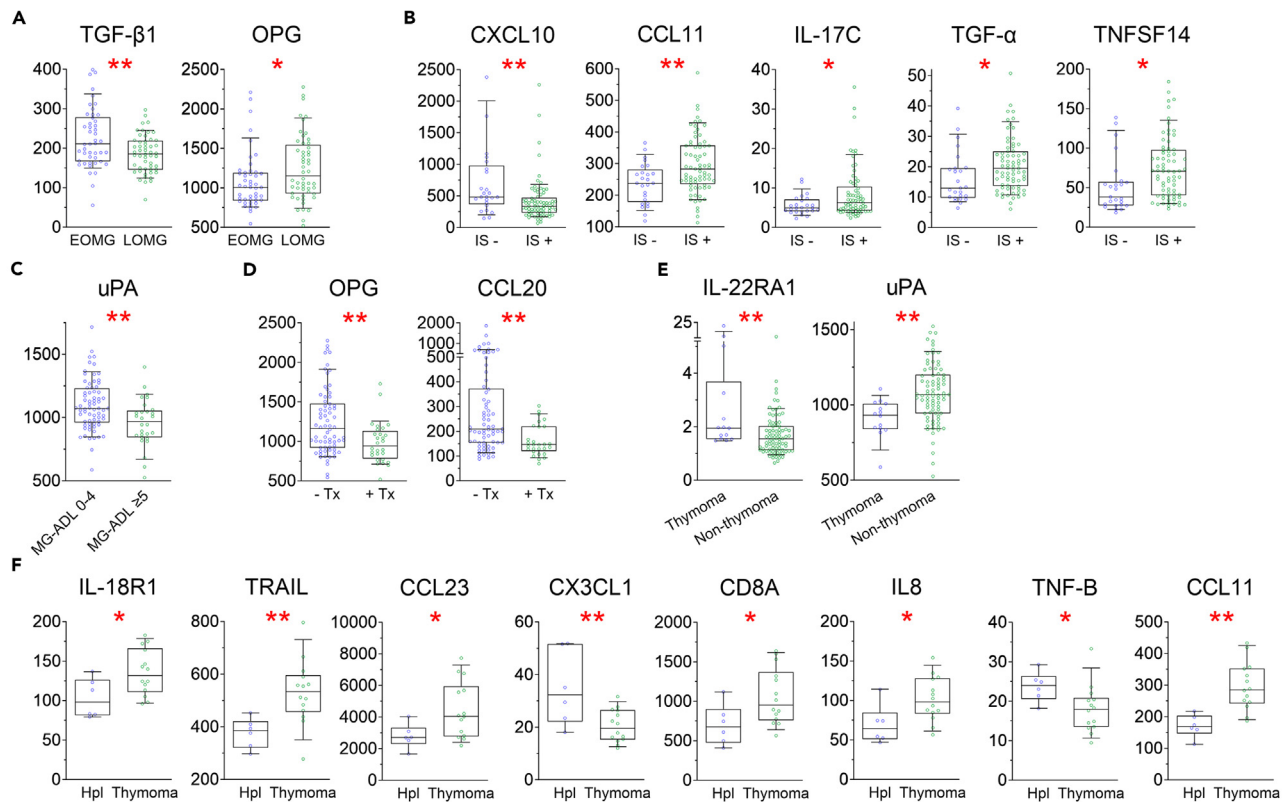 A
TGF-β1
OPG
**
*
400
300
200
100
0
EOMG LOMG
2500
2000
1500
1000
500
EOMG LOMG
B
CXCL10
CCL11
IL-17C
TGF-α
TNFSF14
**
**
*
*
*
2500
2000
1500
1000
500
0
IS - IS +
600
500
400
300
200
100
IS - IS +
40
30
20
10
0
IS - IS +
50
40
30
20
10
0
IS - IS +
200
150
100
50
0
IS - IS +
C
uPA
**
1500
1000
500
MG-ADL 0-4
MG-ADL ≥5
D
OPG
CCL20
**
**
2500
2000
1500
1000
500
- Tx + Tx
2000
1500
1000
500
400
300
200
100
0
- Tx + Tx
E
IL-22RA1
uPA
**
**
25
4
2
0
Thymoma
Non-thymoma
1500
1000
500
Thymoma
Non-thymoma
F
IL-18R1
TRAIL
CCL23
CX3CL1
CD8A
IL8
TNF-B
CCL11
*
**
*
**
*
*
*
**
200
150
100
50
0
Hpl Thymoma
800
600
400
200
Hpl Thymoma
10000
8000
6000
4000
2000
0
Hpl Thymoma
60
40
20
0
Hpl Thymoma
2000
1500
1000
500
0
Hpl Thymoma
200
150
100
50
0
Hpl Thymoma
40
30
20
10
0
Hpl Thymoma
500
400
300
200
100
0
Hpl Thymoma